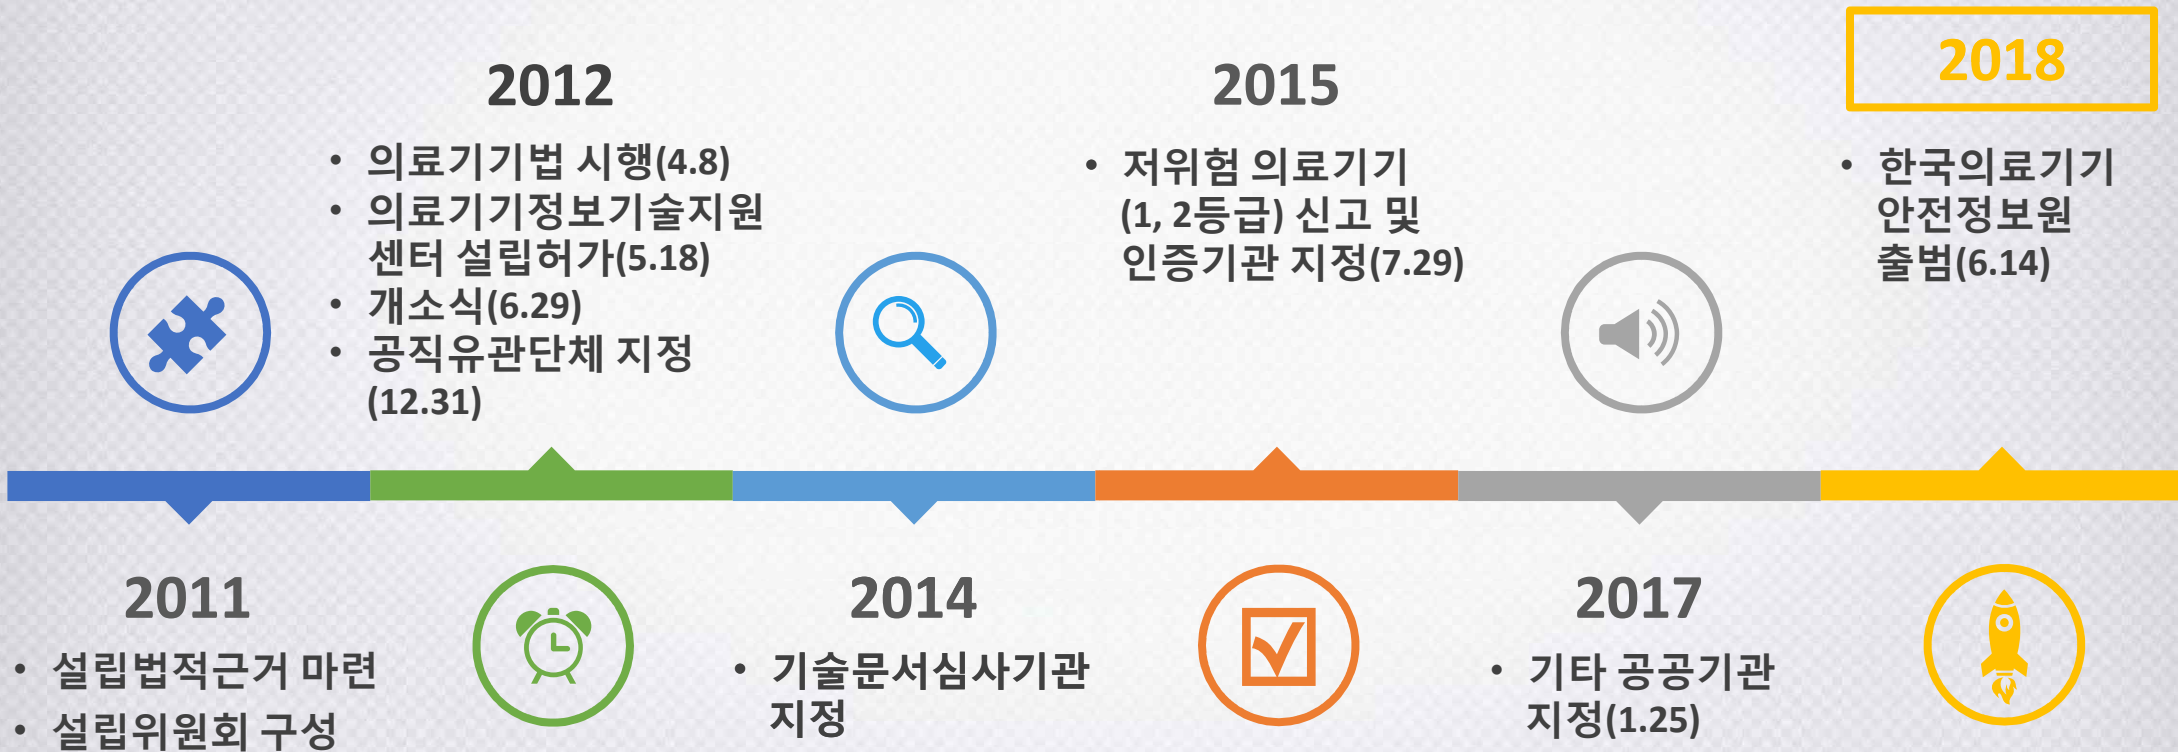 2012
• 의료기기법 시행(4.8)
• 의료기기정보기술지원
센터 설립허가(5.18)
• 개소식(6.29)
• 공직유관단체 지정
(12.31)
2015
• 저위험 의료기기
(1, 2등급) 신고 및
인증기관 지정(7.29)
2018
• 한국의료기기
안전정보원
출범(6.14)
2011
• 설립법적근거 마련
• 설립위원회 구성
2014
• 기술문서심사기관
지정
2017
• 기타 공공기관
지정(1.25)